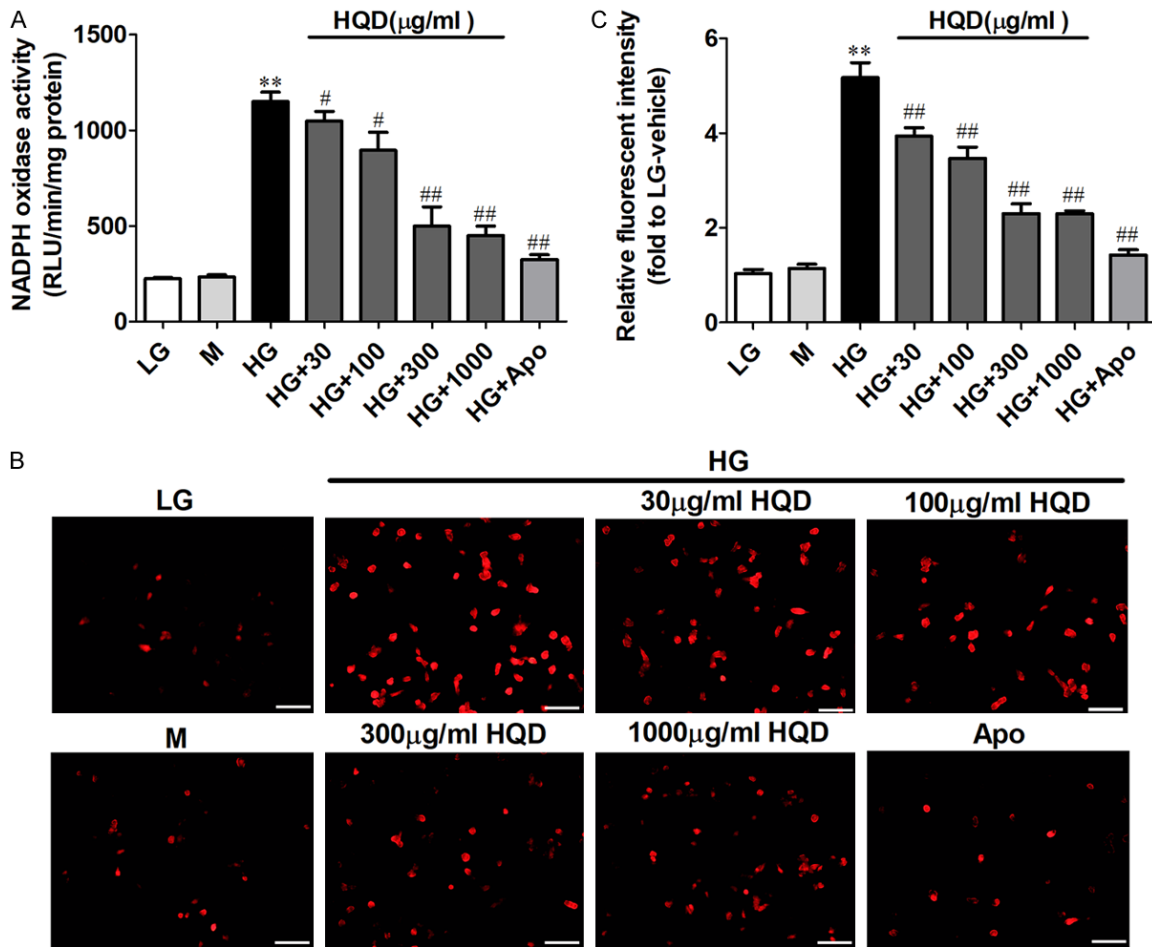 A
HQD(μg/ml )
NADPH oxidase activity
(RLU/min/mg protein)
1500
1000
500
0
**
#
#
##
##
##
LG
M
HG
HG+30
HG+100
HG+300
HG+1000
HG+Apo
C
HQD(μg/ml )
Relative fluorescent intensity
(fold to LG-vehicle)
6
4
2
0
**
##
##
##
##
##
LG
M
HG
HG+30
HG+100
HG+300
HG+1000
HG+Apo
B
HG
LG
30μg/ml HQD
100μg/ml HQD
M
300μg/ml HQD
1000μg/ml HQD
Apo